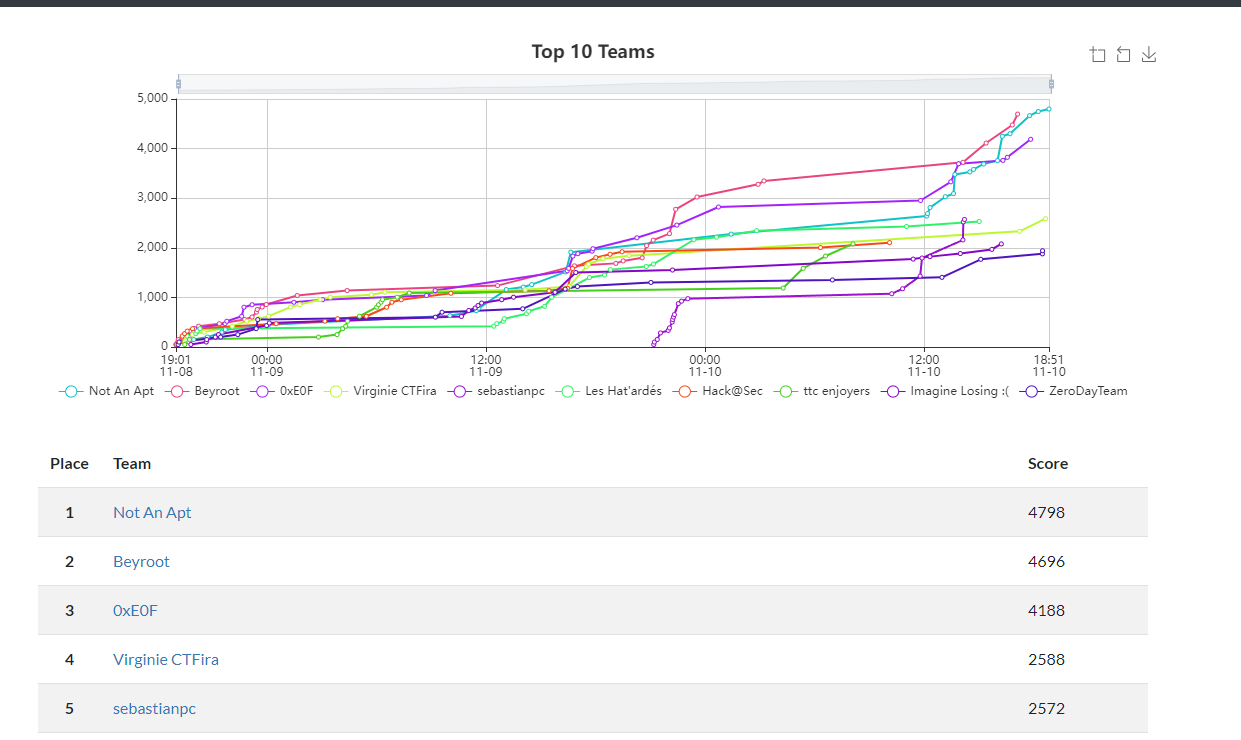 Top 10 Teams
5,000
4,000
3,000
2,000
1,000
0
19:01 00:00 12:00 00:00 12:00 18:51
11-08 11-09 11-09 11-10 11-10 11-10
Not An Apt Beyroot 0xE0F Virginie CTFira sebastianpc Les Hat'ardés Hack@Sec ttc enjoyers Imagine Losing :( ZeroDayTeam
Place Team Score
1 Not An Apt 4798
2 Beyroot 4696
3 0xE0F 4188
4 Virginie CTFira 2588
5 sebastianpc 2572